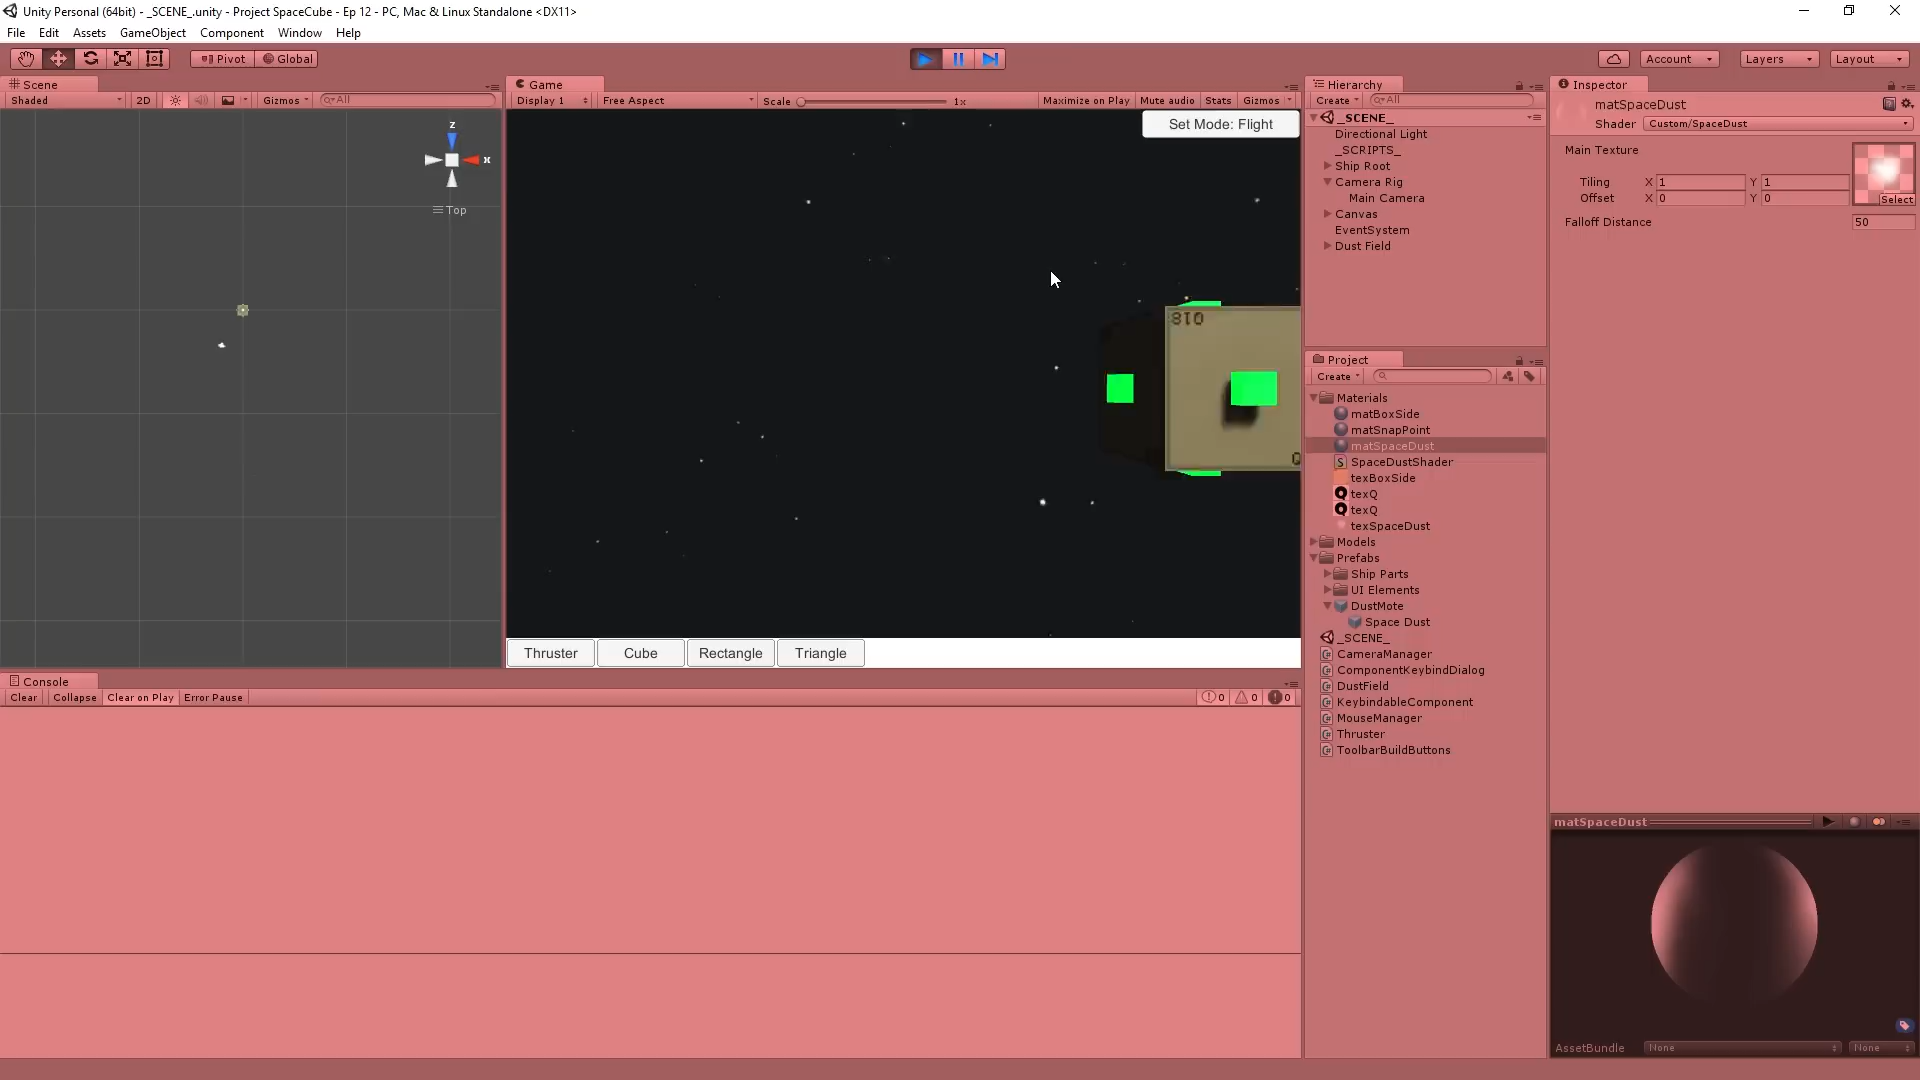 Unity Personal (64bit) - _SCENE_.unity - Project SpaceCube - Ep 12 - PC, Mac & Linux Standalone <DX11>
File Edit Assets GameObject Component Window Help
Pivot Global Account Layers Layout
Scene
Shaded 2D Gizmos All
z
x
Top
Game
Display 1 Free Aspect Scale 1x Maximize on Play Mute audio Stats Gizmos
Set Mode: Flight
Q18
Thruster Cube Rectangle Triangle
Console
Clear Collapse Clear on Play Error Pause 0 0 0
Hierarchy
Create All
_SCENE_
Directional Light
_SCRIPTS_
Ship Root
Camera Rig
Main Camera
Canvas
EventSystem
Dust Field
Project
Create
Materials
matBoxSide
matSnapPoint
matSpaceDust
SpaceDustShader
texBoxSide
texQ
texQ
texSpaceDust
Models
Prefabs
Ship Parts
UI Elements
DustMote
Space Dust
_SCENE_
CameraManager
ComponentKeybindDialog
DustField
KeybindableComponent
MouseManager
Thruster
ToolbarBuildButtons
Inspector
matSpaceDust
Shader Custom/SpaceDust
Main Texture
Tiling X 1 Y 1
Offset X 0 Y 0
Select
Falloff Distance 50
matSpaceDust
AssetBundle None None